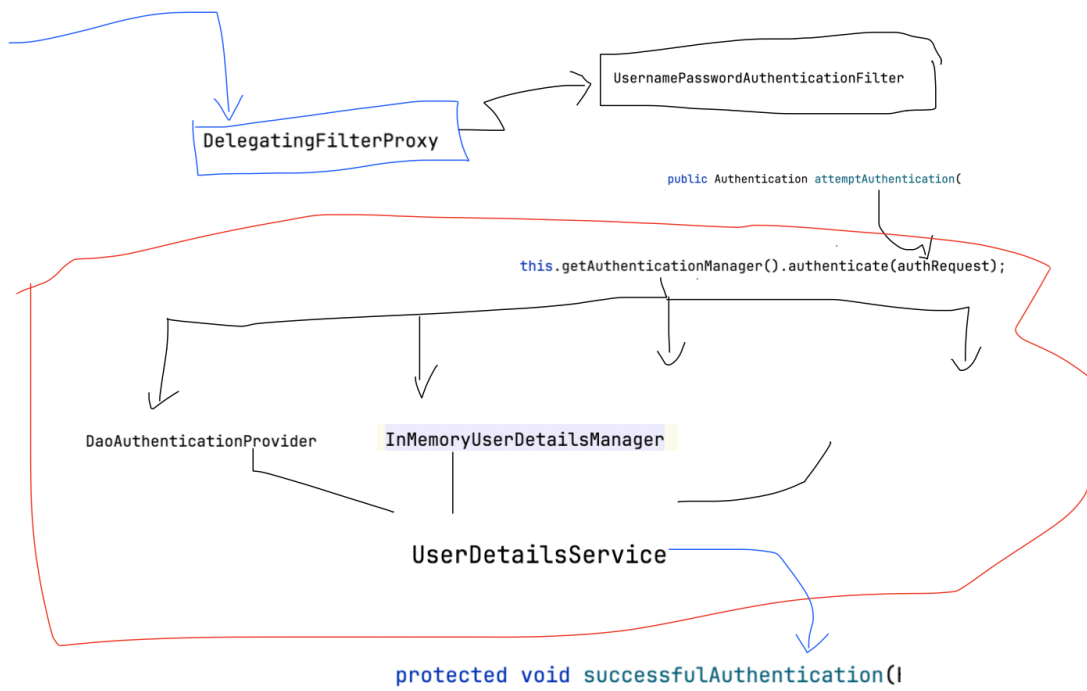 UsernamePasswordAuthenticationFilter
DelegatingFilterProxy
public Authentication attemptAuthentication(
this.getAuthenticationManager().authenticate(authRequest);
DaoAuthenticationProvider
InMemoryUserDetailsManager
UserDetailsService
protected void successfulAuthentication(